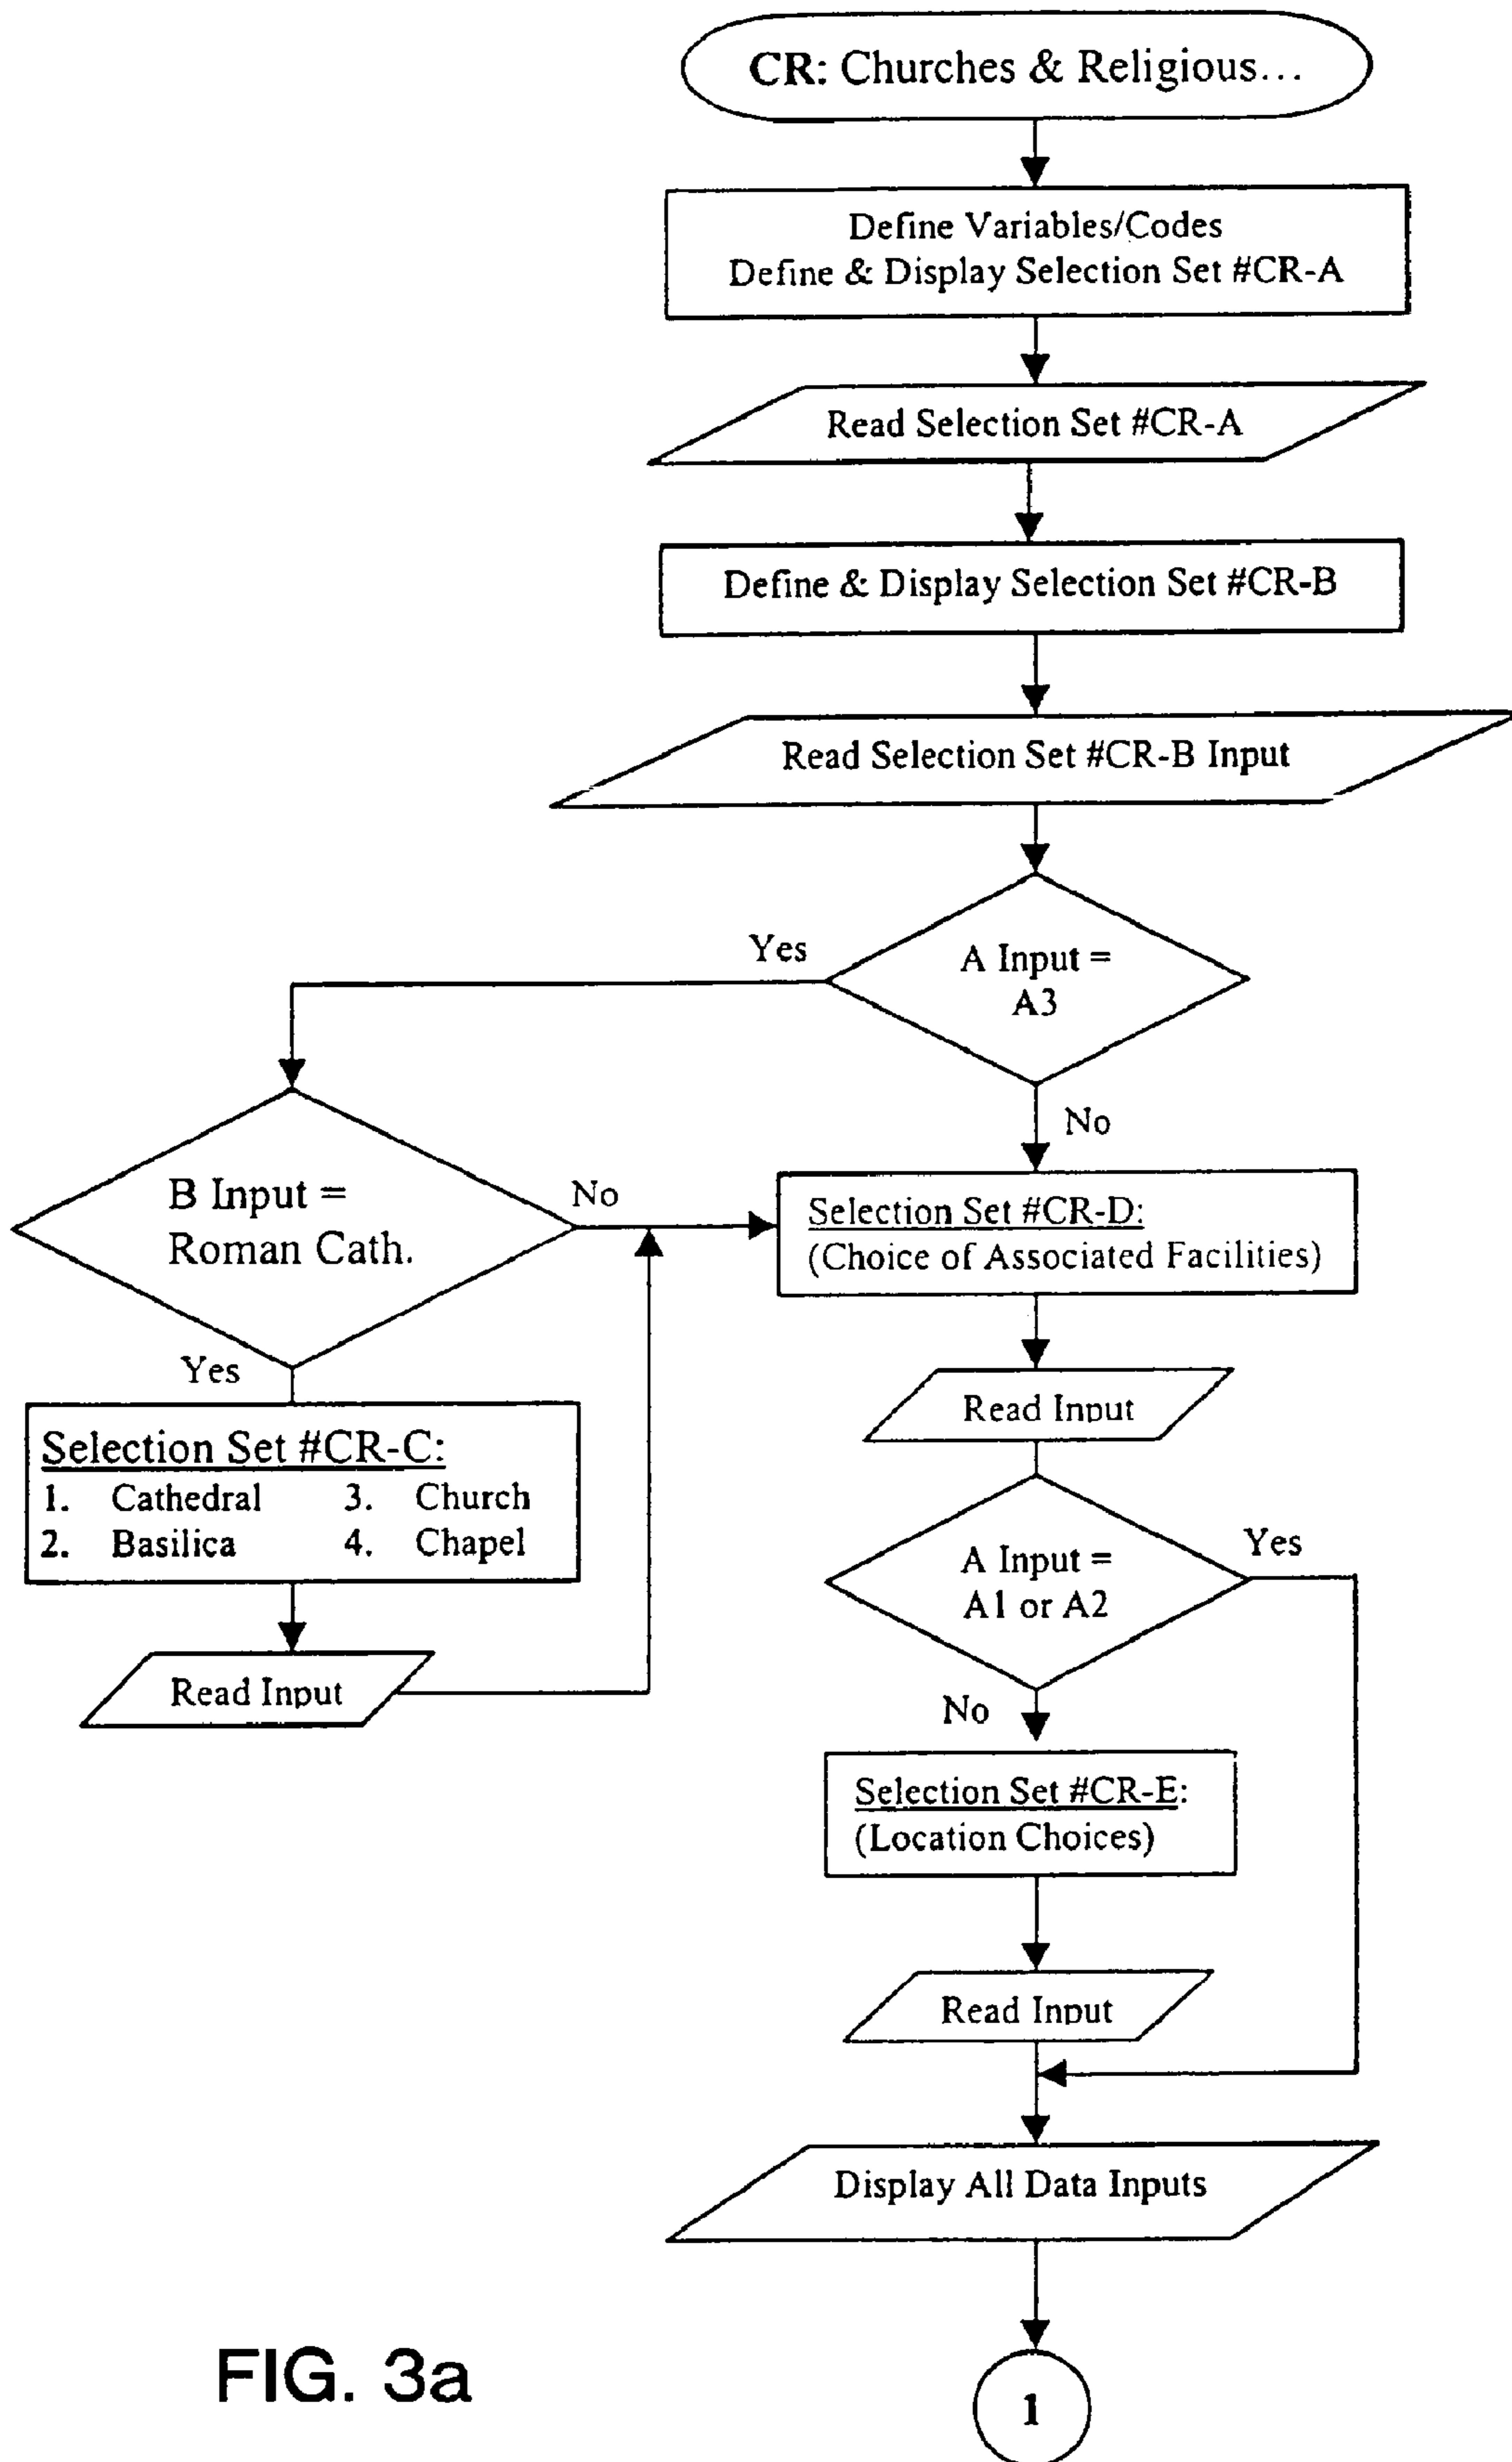 CR: Churches & Religious...
Define Variables/Codes
Define & Display Selection Set #CR-A
Read Selection Set #CR-A
Define & Display Selection Set #CR-B
Read Selection Set #CR-B Input
A Input =
A3
Yes
No
B Input =
Roman Cath.
No
Yes
Selection Set #CR-C:
1. Cathedral 3. Church
2. Basilica 4. Chapel
Read Input
Selection Set #CR-D:
(Choice of Associated Facilities)
Read Input
A Input =
A1 or A2
Yes
No
Selection Set #CR-E:
(Location Choices)
Read Input
Display All Data Inputs
1
FIG. 3a